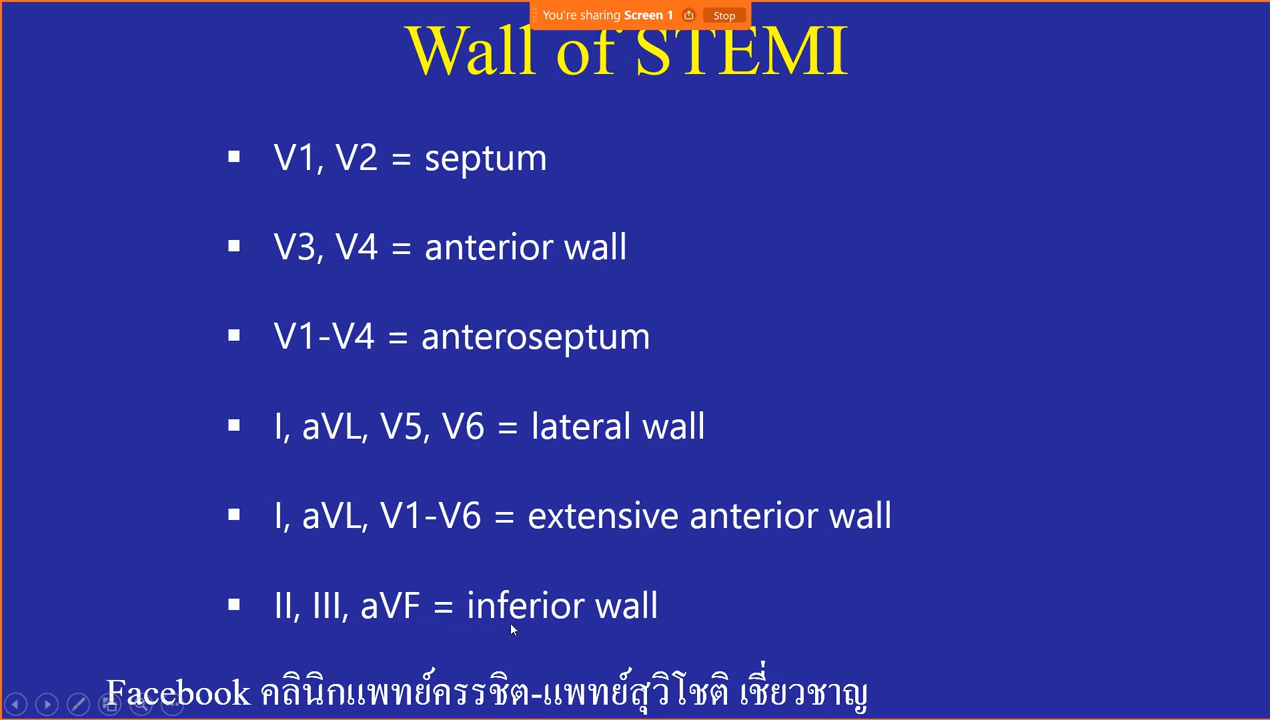 You're sharing Screen 1 Stop
Wall of STEMI
V1, V2 = septum
V3, V4 = anterior wall
V1-V4 = anteroseptum
I, aVL, V5, V6 = lateral wall
I, aVL, V1-V6 = extensive anterior wall
II, III, aVF = inferior wall
Facebook คลินิกแพทย์ครรชิต-แพทย์สุวิโชติ เชี่ยวชาญ